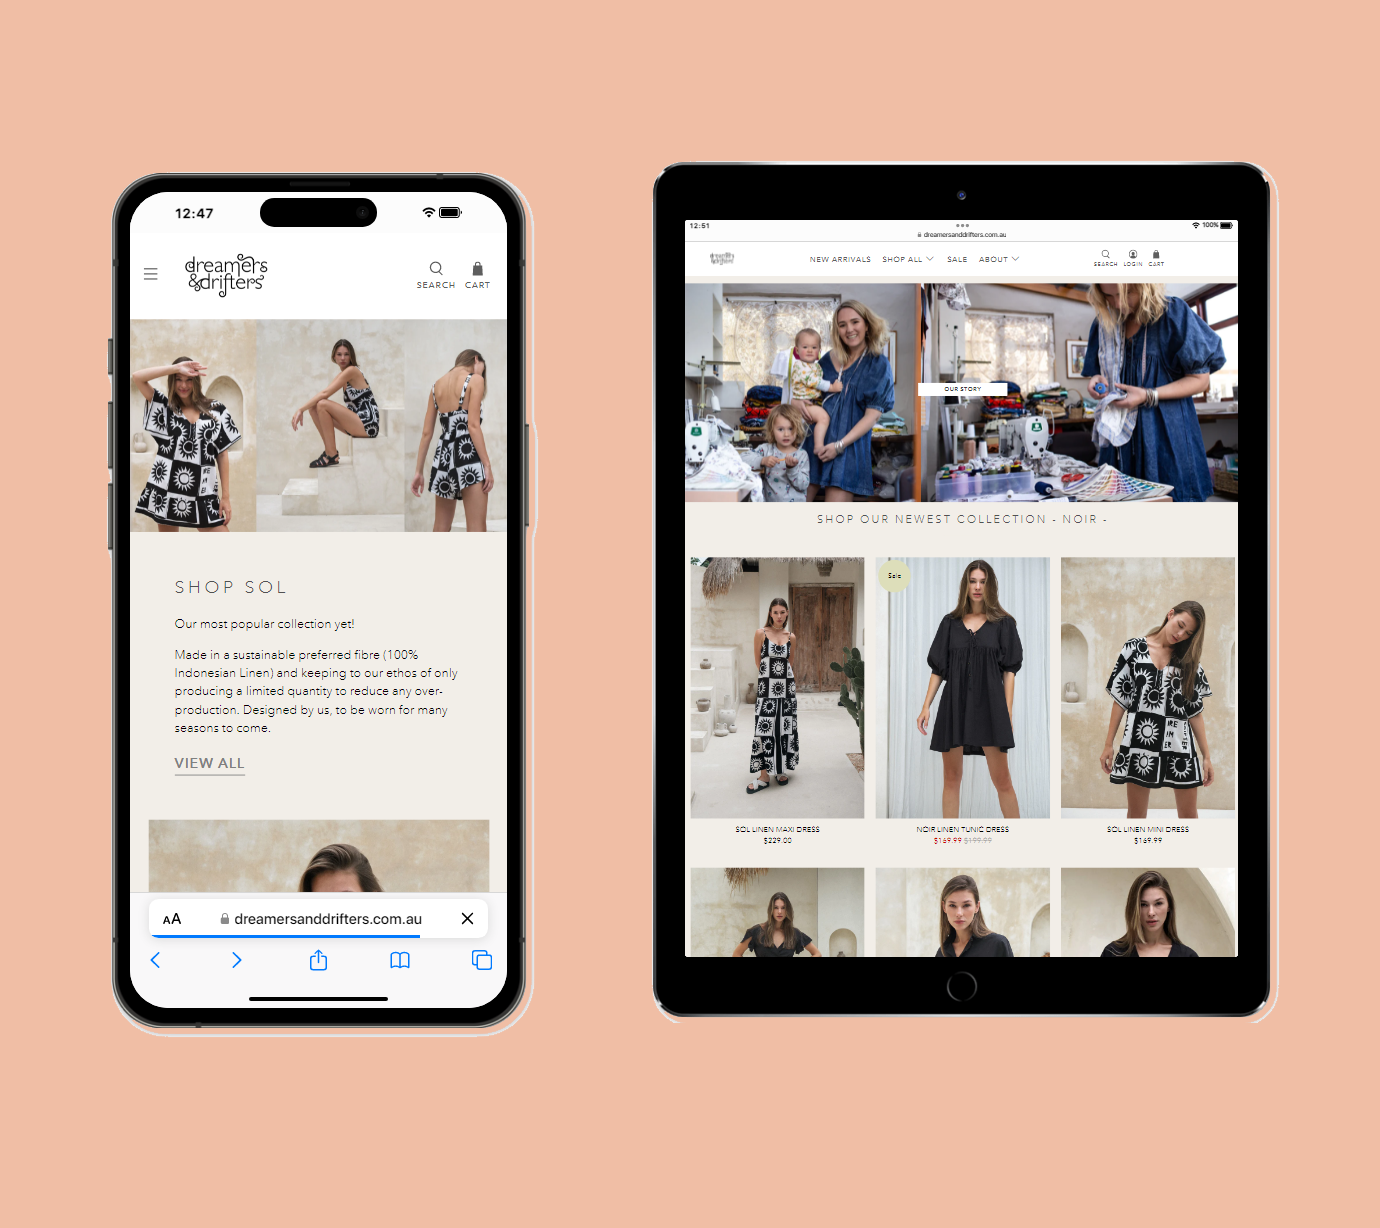 12:47
dreamers
&drifters
SEARCH CART
SHOP SOL
Our most popular collection yet!
Made in a sustainable preferred fibre (100%
Indonesian Linen) and keeping to our ethos of only
producing a limited quantity to reduce any over-
production. Designed by us, to be worn for many
seasons to come.
VIEW ALL
AA dreamersanddrifters.com.au
12:51 100%
dreamersanddrifters.com.au
dreamers
&drifters
NEW ARRIVALS SHOP ALL SALE ABOUT SEARCH LOGIN CART
OUR STORY
SHOP OUR NEWEST COLLECTION - NOIR -
Sale
SOL LINEN MAXI DRESS
$229.00
NOIR LINEN TUNIC DRESS
$169.99 $199.99
SOL LINEN MINI DRESS
$169.99